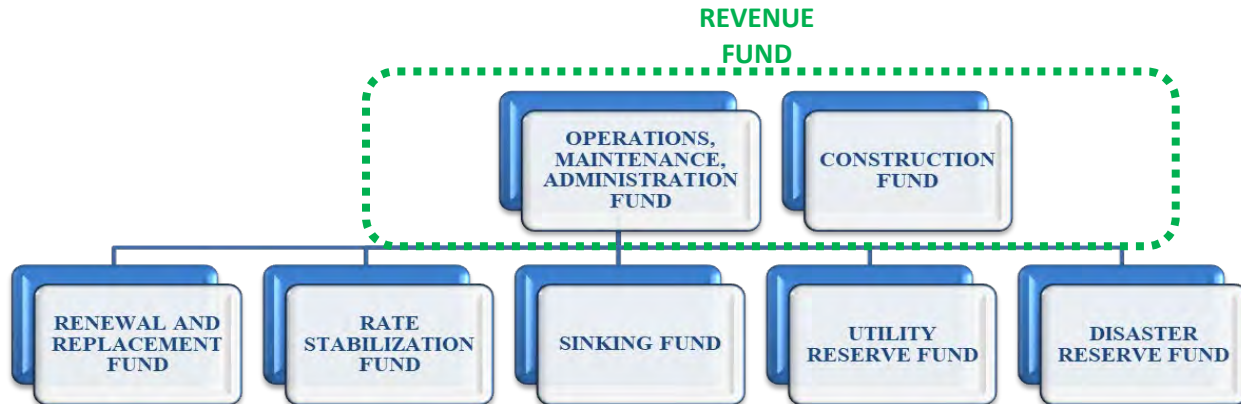 REVENUE
FUND
OPERATIONS,
MAINTENANCE,
ADMINISTRATION
FUND
CONSTRUCTION
FUND
RENEWAL AND
REPLACEMENT
FUND
RATE
STABILIZATION
FUND
SINKING FUND
UTILITY
RESERVE FUND
DISASTER
RESERVE FUND